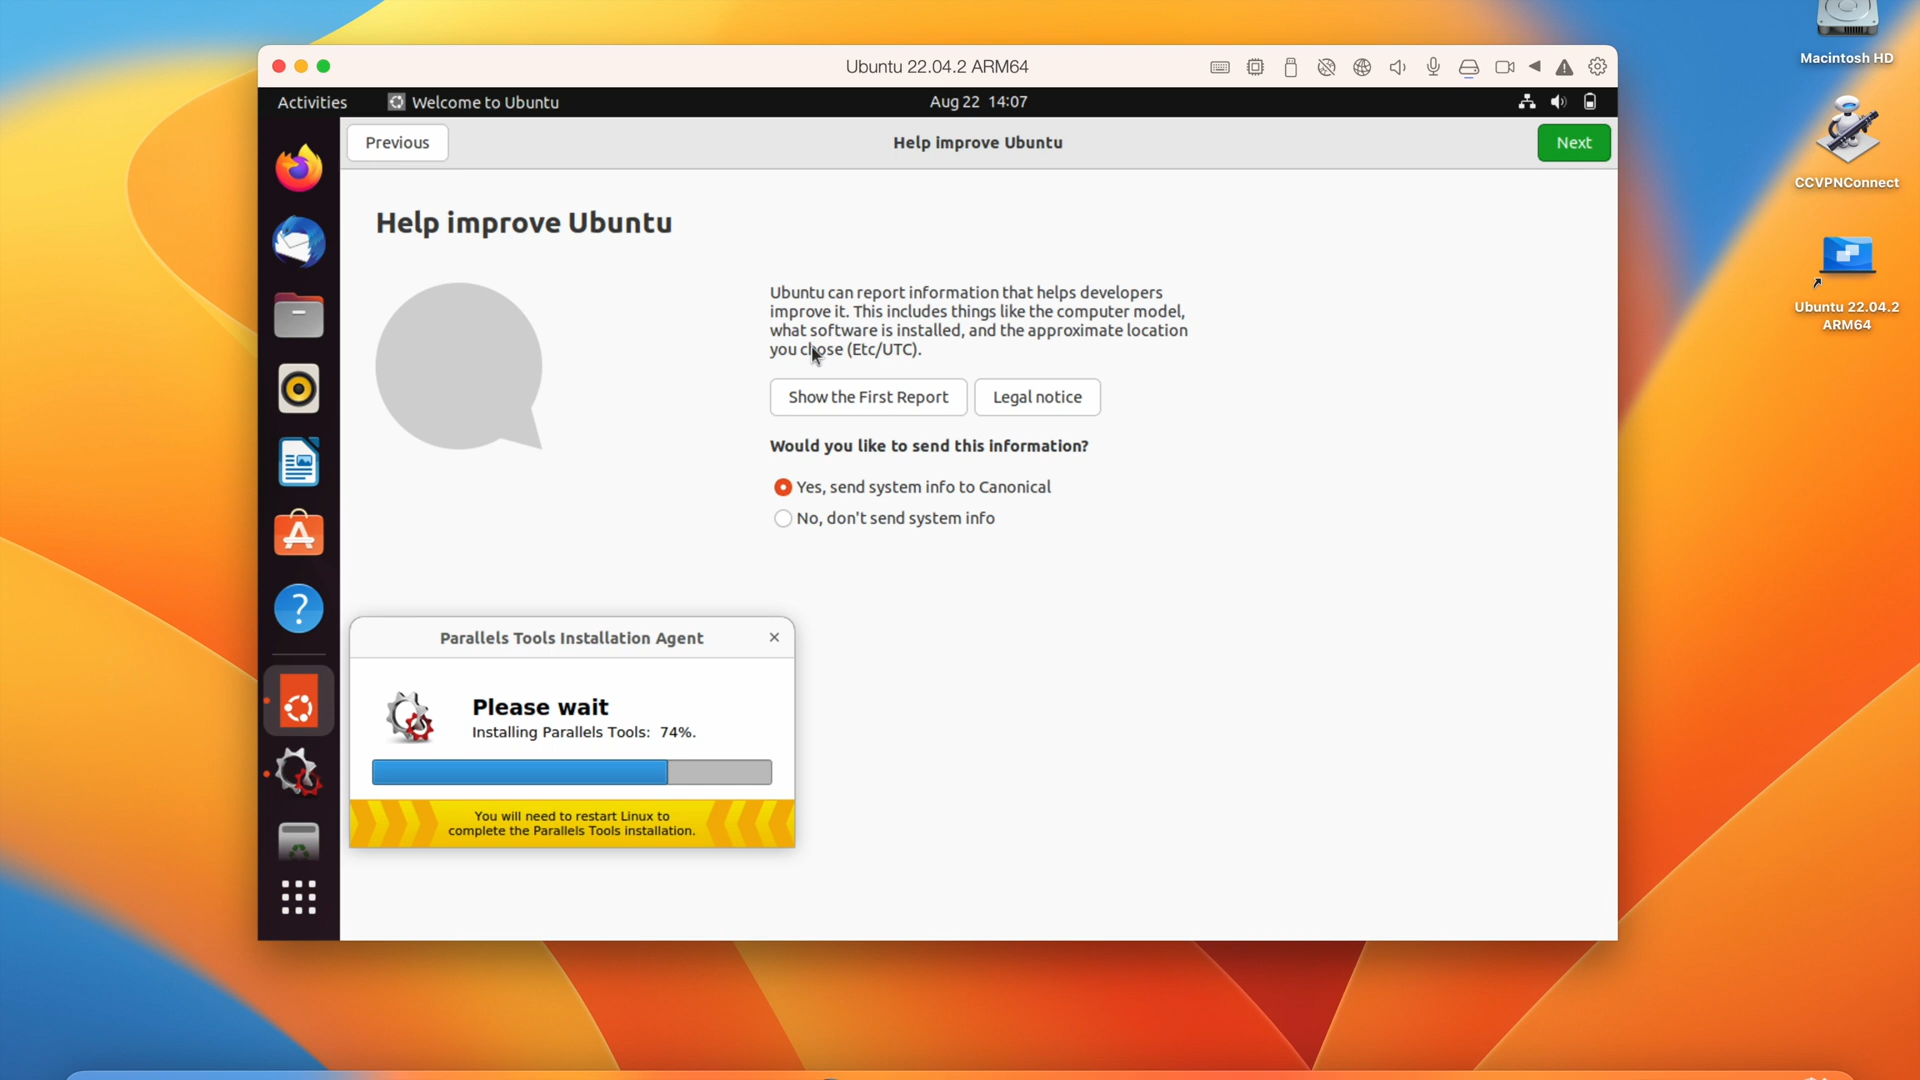 Ubuntu 22.04.2 ARM64
Macintosh HD
Activities
Welcome to Ubuntu
Aug 22 14:07
Previous
Help improve Ubuntu
Next
CCVPNConnect
Help improve Ubuntu
Ubuntu can report information that helps developers
improve it. This includes things like the computer model,
what software is installed, and the approximate location
you chose (Etc/UTC).
Ubuntu 22.04.2
ARM64
Show the First Report
Legal notice
Would you like to send this information?
Yes, send system info to Canonical
No, don't send system info
Parallels Tools Installation Agent
Please wait
Installing Parallels Tools: 74%.
You will need to restart Linux to
complete the Parallels Tools installation.